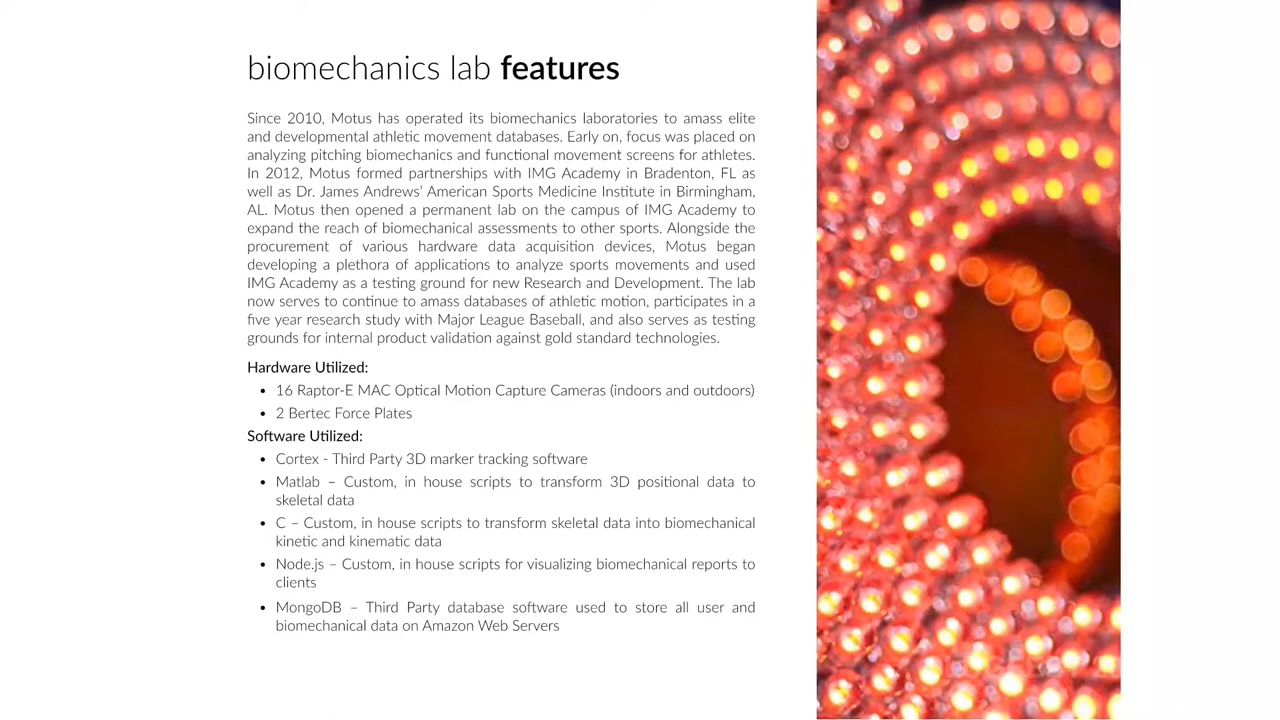 biomechanics lab features
Since 2010, Motus has operated its biomechanics laboratories to amass elite
and developmental athletic movement databases. Early on, focus was placed on
analyzing pitching biomechanics and functional movement screens for athletes.
In 2012, Motus formed partnerships with IMG Academy in Bradenton, FL as
well as Dr. James Andrews’ American Sports Medicine Institute in Birmingham,
AL. Motus then opened a permanent lab on the campus of IMG Academy to
expand the reach of biomechanical assessments to other sports. Alongside the
procurement of various hardware data acquisition devices, Motus began
developing a plethora of applications to analyze sports movements and used
IMG Academy as a testing ground for new Research and Development. The lab
now serves to continue to amass databases of athletic motion, participates in a
five year research study with Major League Baseball, and also serves as testing
grounds for internal product validation against gold standard technologies.
Hardware Utilized:
• 16 Raptor-E MAC Optical Motion Capture Cameras (indoors and outdoors)
• 2 Bertec Force Plates
Software Utilized:
• Cortex - Third Party 3D marker tracking software
• Matlab – Custom, in house scripts to transform 3D positional data to
skeletal data
• C – Custom, in house scripts to transform skeletal data into biomechanical
kinetic and kinematic data
• Node.js – Custom, in house scripts for visualizing biomechanical reports to
clients
• MongoDB – Third Party database software used to store all user and
biomechanical data on Amazon Web Servers